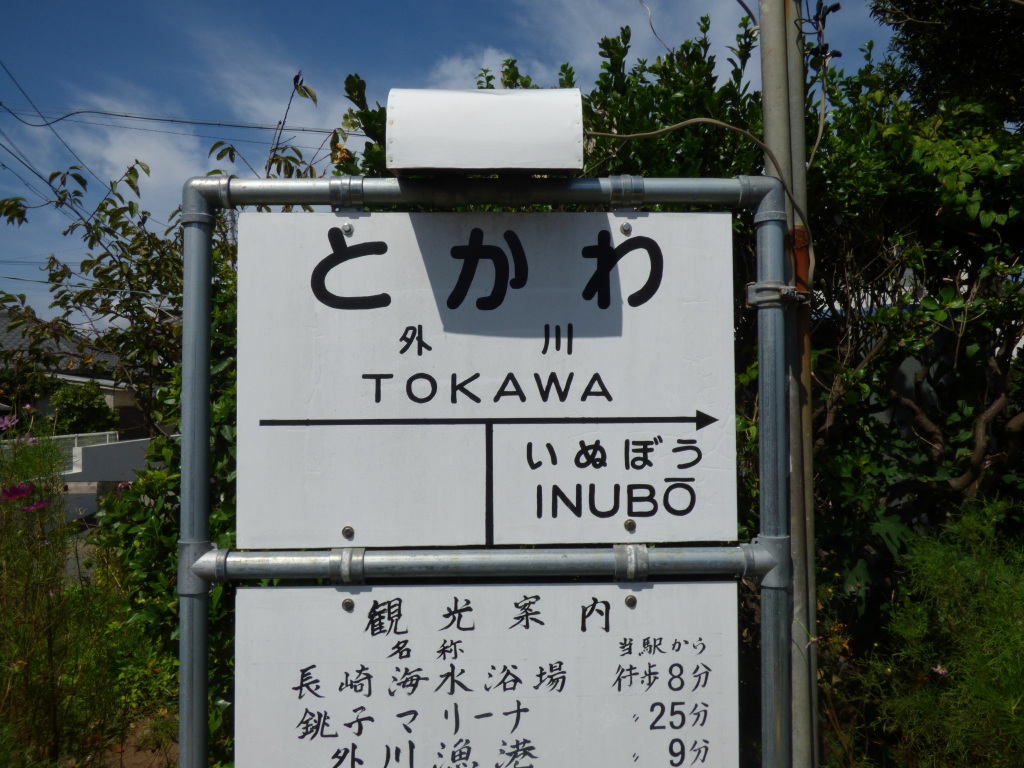 とかわ
外川
TOKAWA
いぬぼう
INUBŌ
観光案内
名称 当駅から
長崎海水浴場 徒歩8分
銚子マリーナ 〃25分
外川漁港 〃9分